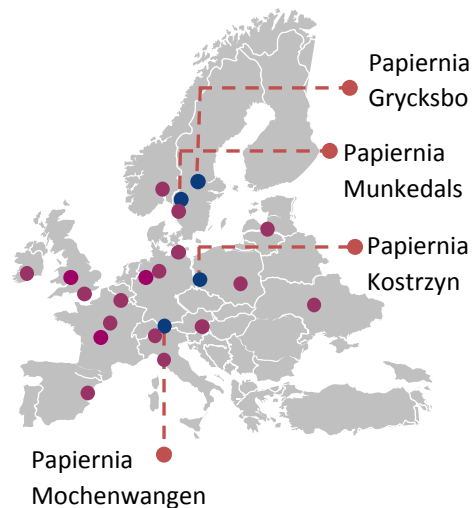 Papiernia
Grycksbo
Papiernia
Munkedals
Papiernia
Kostrzyn
Papiernia
Mochenwangen